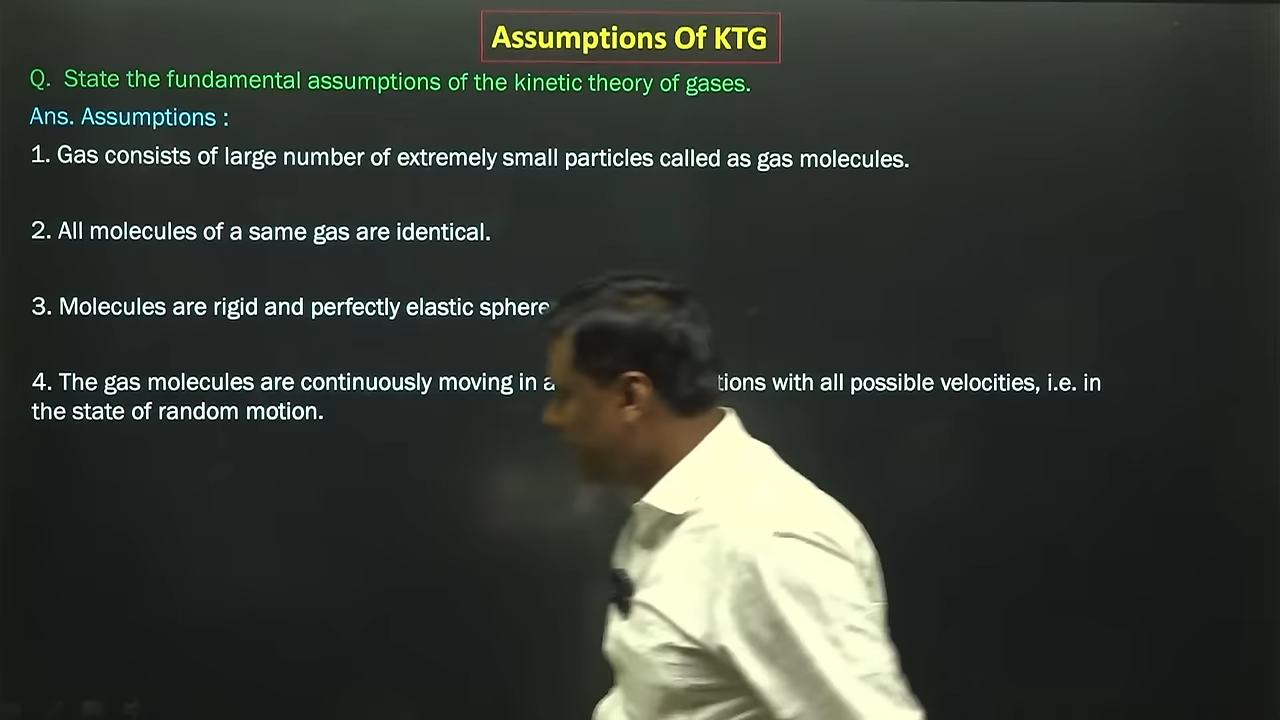 Assumptions Of KTG
Q. State the fundamental assumptions of the kinetic theory of gases.
Ans. Assumptions :
1. Gas consists of large number of extremely small particles called as gas molecules.
2. All molecules of a same gas are identical.
3. Molecules are rigid and perfectly elastic
4. The gas molecules are continuously moving in with all possible velocities, i.e. in
the state of random motion.